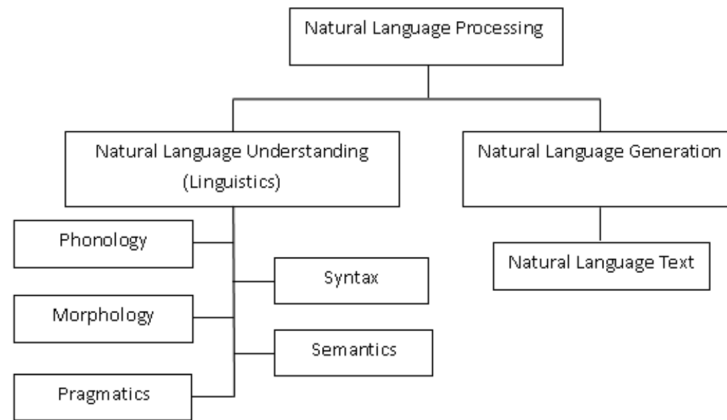 Natural Language Processing
Natural Language Understanding
(Linguistics)
Natural Language Generation
Phonology
Syntax
Natural Language Text
Morphology
Semantics
Pragmatics